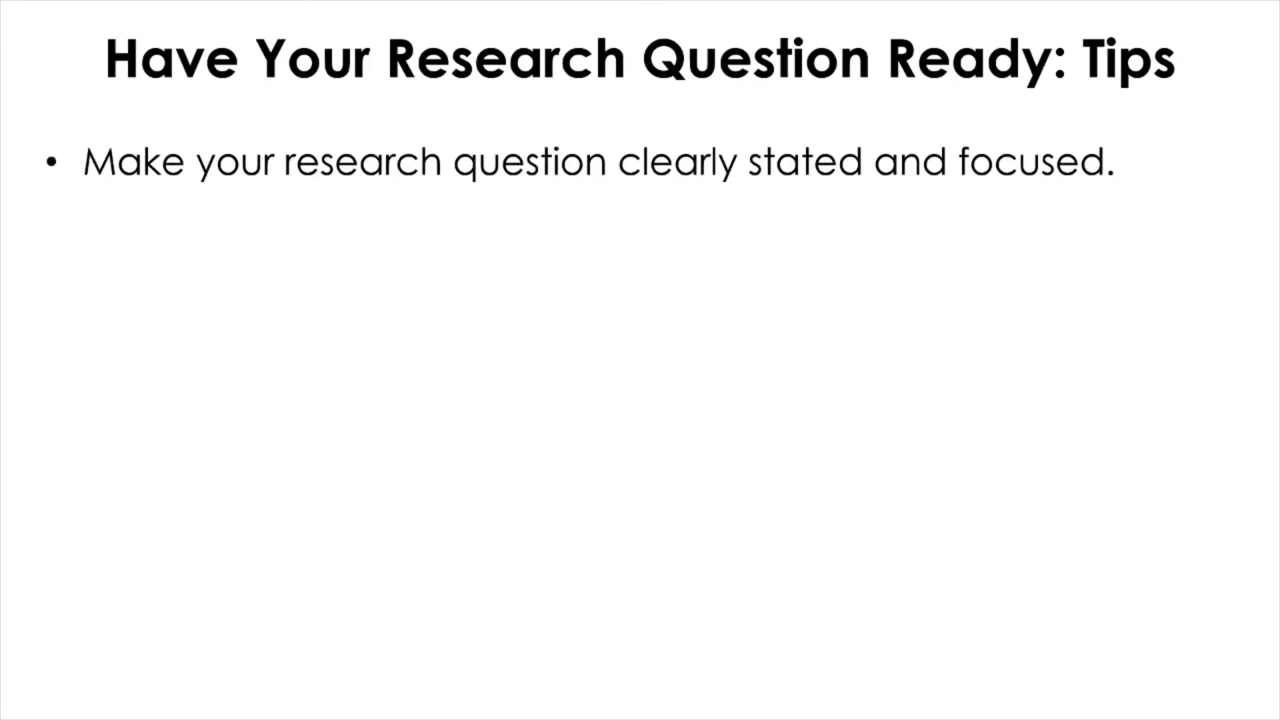 Have Your Research Question Ready: Tips
• Make your research question clearly stated and focused.